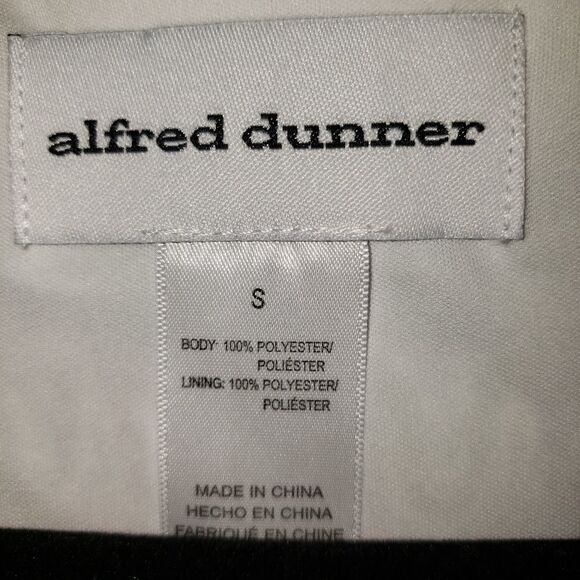 alfred dunner
S
BODY: 100% POLYESTER/
POLIÉSTER
LINING: 100% POLYESTER/
POLIÉSTER
MADE IN CHINA
HECHO EN CHINA
FABRIQUÉ EN CHINE